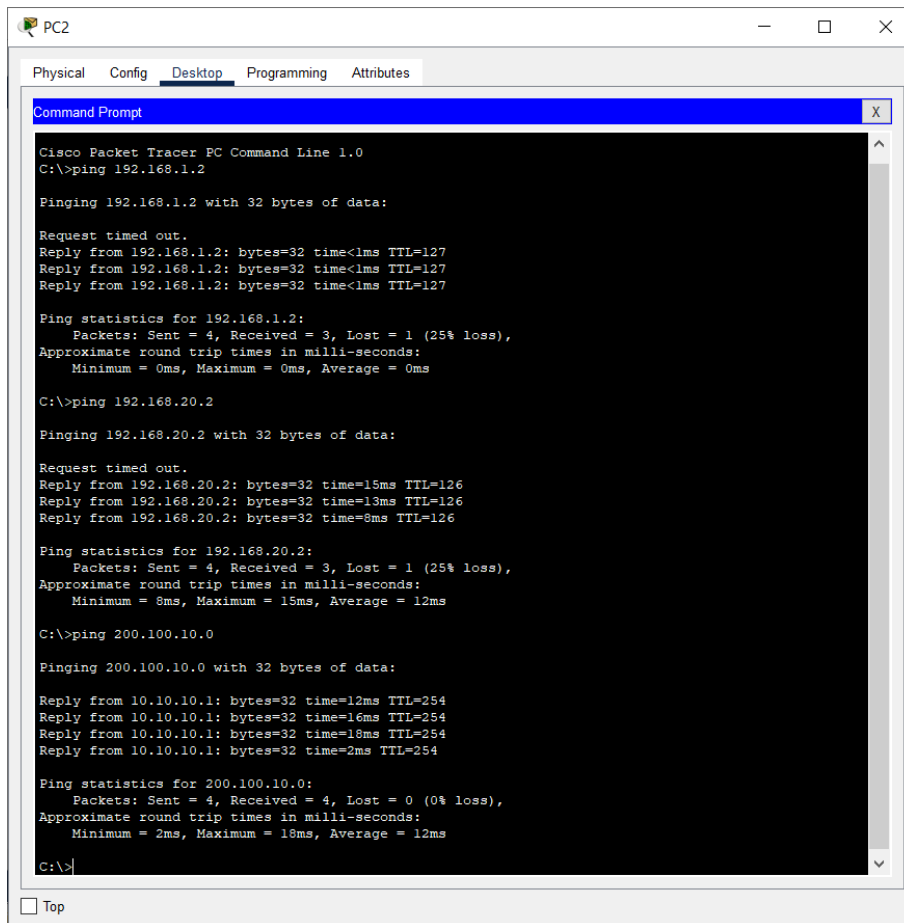 PC2
Physical Config Desktop Programming Attributes
Command Prompt
X
Cisco Packet Tracer PC Command Line 1.0
C:\>ping 192.168.1.2
Pinging 192.168.1.2 with 32 bytes of data:
Request timed out.
Reply from 192.168.1.2: bytes=32 time<1ms TTL=127
Reply from 192.168.1.2: bytes=32 time<1ms TTL=127
Reply from 192.168.1.2: bytes=32 time<1ms TTL=127
Ping statistics for 192.168.1.2:
Packets: Sent = 4, Received = 3, Lost = 1 (25% loss),
Approximate round trip times in milli-seconds:
Minimum = 0ms, Maximum = 0ms, Average = 0ms
C:\>ping 192.168.20.2
Pinging 192.168.20.2 with 32 bytes of data:
Request timed out.
Reply from 192.168.20.2: bytes=32 time=15ms TTL=126
Reply from 192.168.20.2: bytes=32 time=13ms TTL=126
Reply from 192.168.20.2: bytes=32 time=8ms TTL=126
Ping statistics for 192.168.20.2:
Packets: Sent = 4, Received = 3, Lost = 1 (25% loss),
Approximate round trip times in milli-seconds:
Minimum = 8ms, Maximum = 15ms, Average = 12ms
C:\>ping 200.100.10.0
Pinging 200.100.10.0 with 32 bytes of data:
Reply from 10.10.10.1: bytes=32 time=12ms TTL=254
Reply from 10.10.10.1: bytes=32 time=16ms TTL=254
Reply from 10.10.10.1: bytes=32 time=18ms TTL=254
Reply from 10.10.10.1: bytes=32 time=2ms TTL=254
Ping statistics for 200.100.10.0:
Packets: Sent = 4, Received = 4, Lost = 0 (0% loss),
Approximate round trip times in milli-seconds:
Minimum = 2ms, Maximum = 18ms, Average = 12ms
C:\>
Top